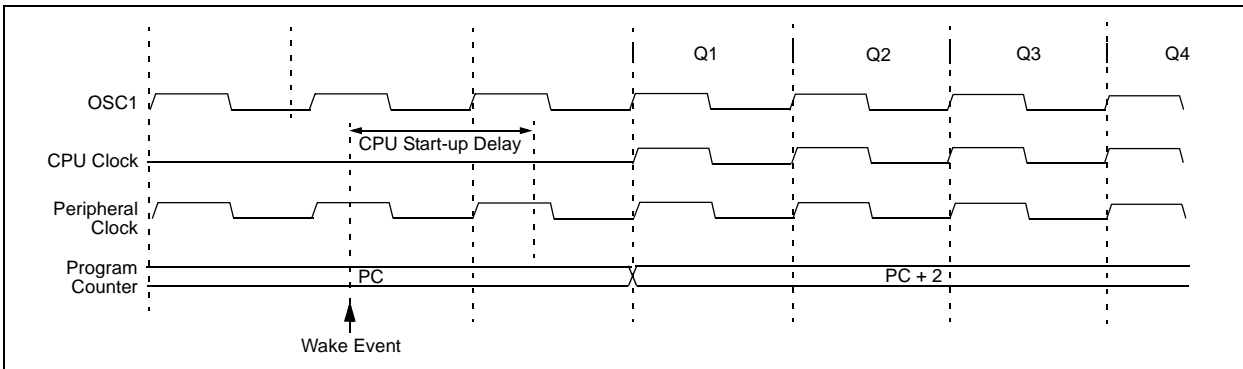 Q1 Q2 Q3 Q4
OSC1
CPU Start-up Delay
CPU Clock
Peripheral
Clock
Program
Counter
PC PC + 2
Wake Event